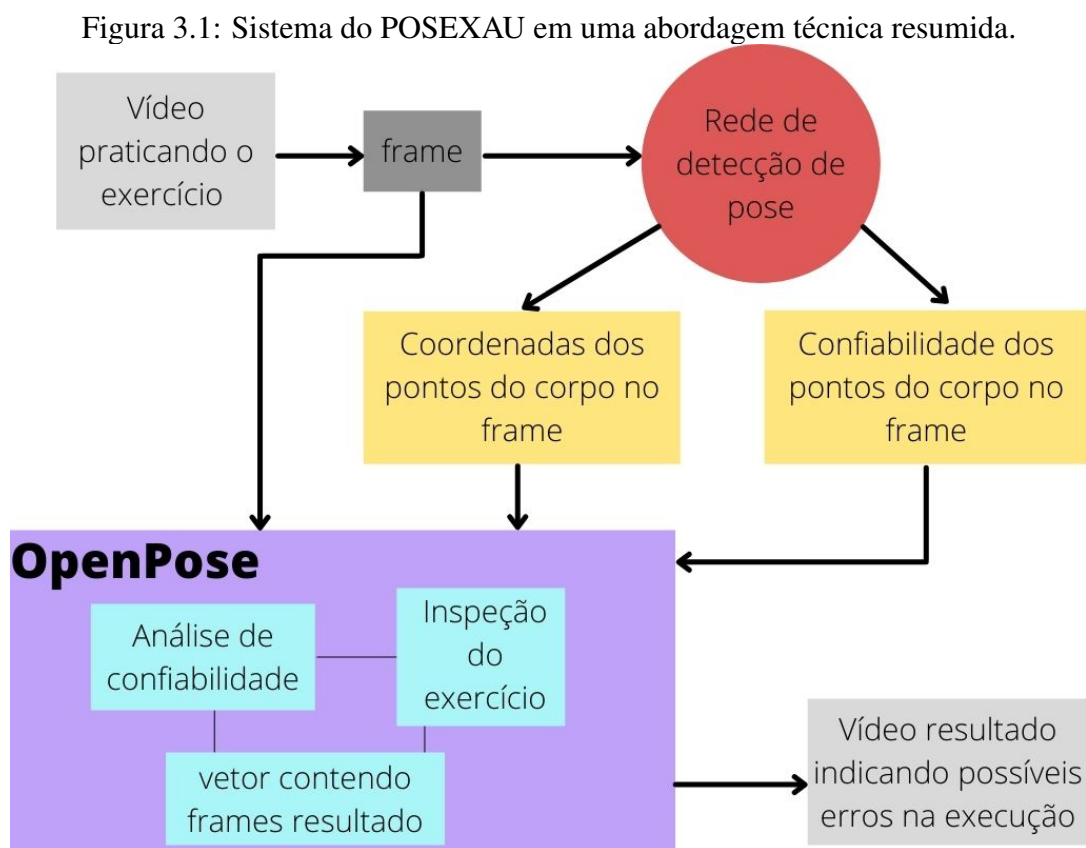 Figura 3.1: Sistema do POSEXAU em uma abordagem técnica resumida.
Vídeo
praticando o
exercício
frame
Rede de
detecção de
pose
Coordenadas dos
pontos do corpo no
frame
Confiabilidade dos
pontos do corpo no
frame
OpenPose
Análise de
confiabilidade
Inspeção
do
exercício
vetor contendo
frames resultado
Vídeo resultado
indicando possíveis
erros na execução